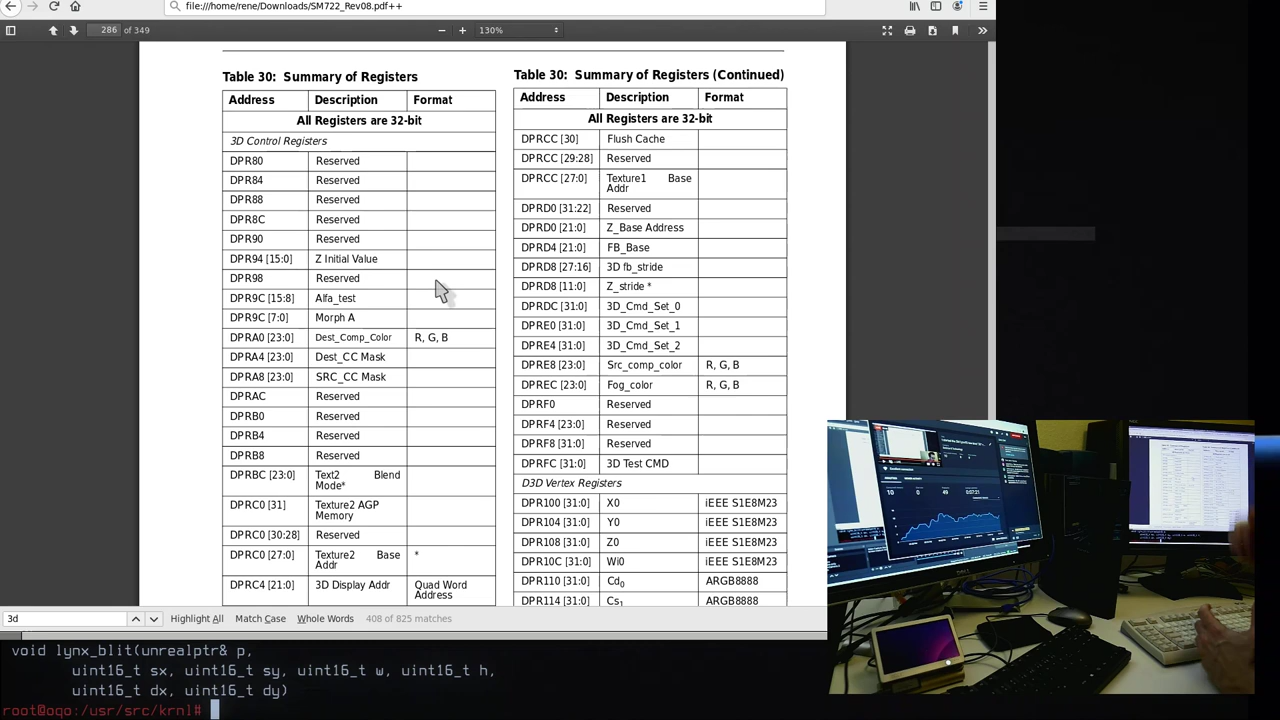 file:///home/rene/Downloads/SM722_Rev08.pdf++
286 of 349
130%
Table 30: Summary of Registers
Address Description Format
All Registers are 32-bit
3D Control Registers
DPR80 Reserved
DPR84 Reserved
DPR88 Reserved
DPR8C Reserved
DPR90 Reserved
DPR94 [15:0] Z Initial Value
DPR98 Reserved
DPR9C [15:8] Alfa_test
DPR9C [7:0] Morph A
DPRA0 [23:0] Dest_Comp_Color R, G, B
DPRA4 [23:0] Dest_CC Mask
DPRA8 [23:0] SRC_CC Mask
DPRAC Reserved
DPRB0 Reserved
DPRB4 Reserved
DPRB8 Reserved
DPRBC [23:0] Text2 Blend
Mode*
DPRC0 [31] Texture2 AGP
Memory
DPRC0 [30:28] Reserved
DPRC0 [27:0] Texture2 Base *
Addr
DPRC4 [21:0] 3D Display Addr Quad Word
Address
Table 30: Summary of Registers (Continued)
Address Description Format
All Registers are 32-bit
DPRCC [30] Flush Cache
DPRCC [29:28] Reserved
DPRCC [27:0] Texture1 Base
Addr
DPRD0 [31:22] Reserved
DPRD0 [21:0] Z_Base Address
DPRD4 [21:0] FB_Base
DPRD8 [27:16] 3D fb_stride
DPRD8 [11:0] Z_stride *
DPRDC [31:0] 3D_Cmd_Set_0
DPRE0 [31:0] 3D_Cmd_Set_1
DPRE4 [31:0] 3D_Cmd_Set_2
DPRE8 [23:0] Src_comp_color R, G, B
DPREC [23:0] Fog_color R, G, B
DPRF0 Reserved
DPRF4 [23:0] Reserved
DPRF8 [31:0] Reserved
DPRFC [31:0] 3D Test CMD
D3D Vertex Registers
DPR100 [31:0] X0 iEEE S1E8M23
DPR104 [31:0] Y0 iEEE S1E8M23
DPR108 [31:0] Z0 iEEE S1E8M23
DPR10C [31:0] Wi0 iEEE S1E8M23
DPR110 [31:0] Cd0 ARGB8888
DPR114 [31:0] Cs1 ARGB8888
3d Highlight All Match Case Whole Words 408 of 825 matches
void lynx_blit(unrealptr& p,
uint16_t sx, uint16_t sy, uint16_t w, uint16_t h,
uint16_t dx, uint16_t dy)
root@oqo:/usr/src/krnl#